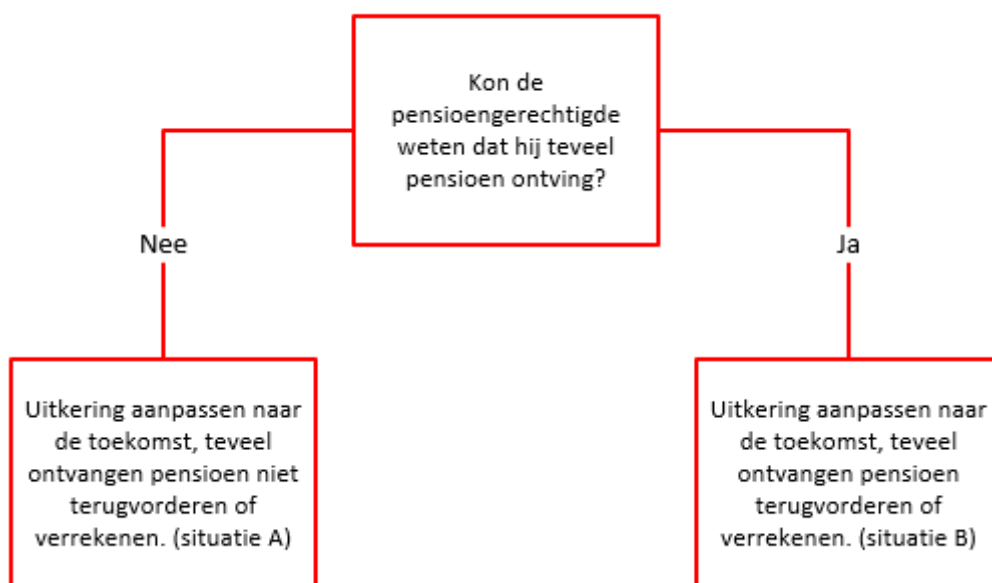 Kon de
pensioengerechtigde
weten dat hij teveel
pensioen ontving?
Nee
Ja
Uitkering aanpassen naar
de toekomst, teveel
ontvangen pensioen niet
terugvorderen of
verrekenen. (situatie A)
Uitkering aanpassen naar
de toekomst, teveel
ontvangen pensioen
terugvorderen of
verrekenen. (situatie B)